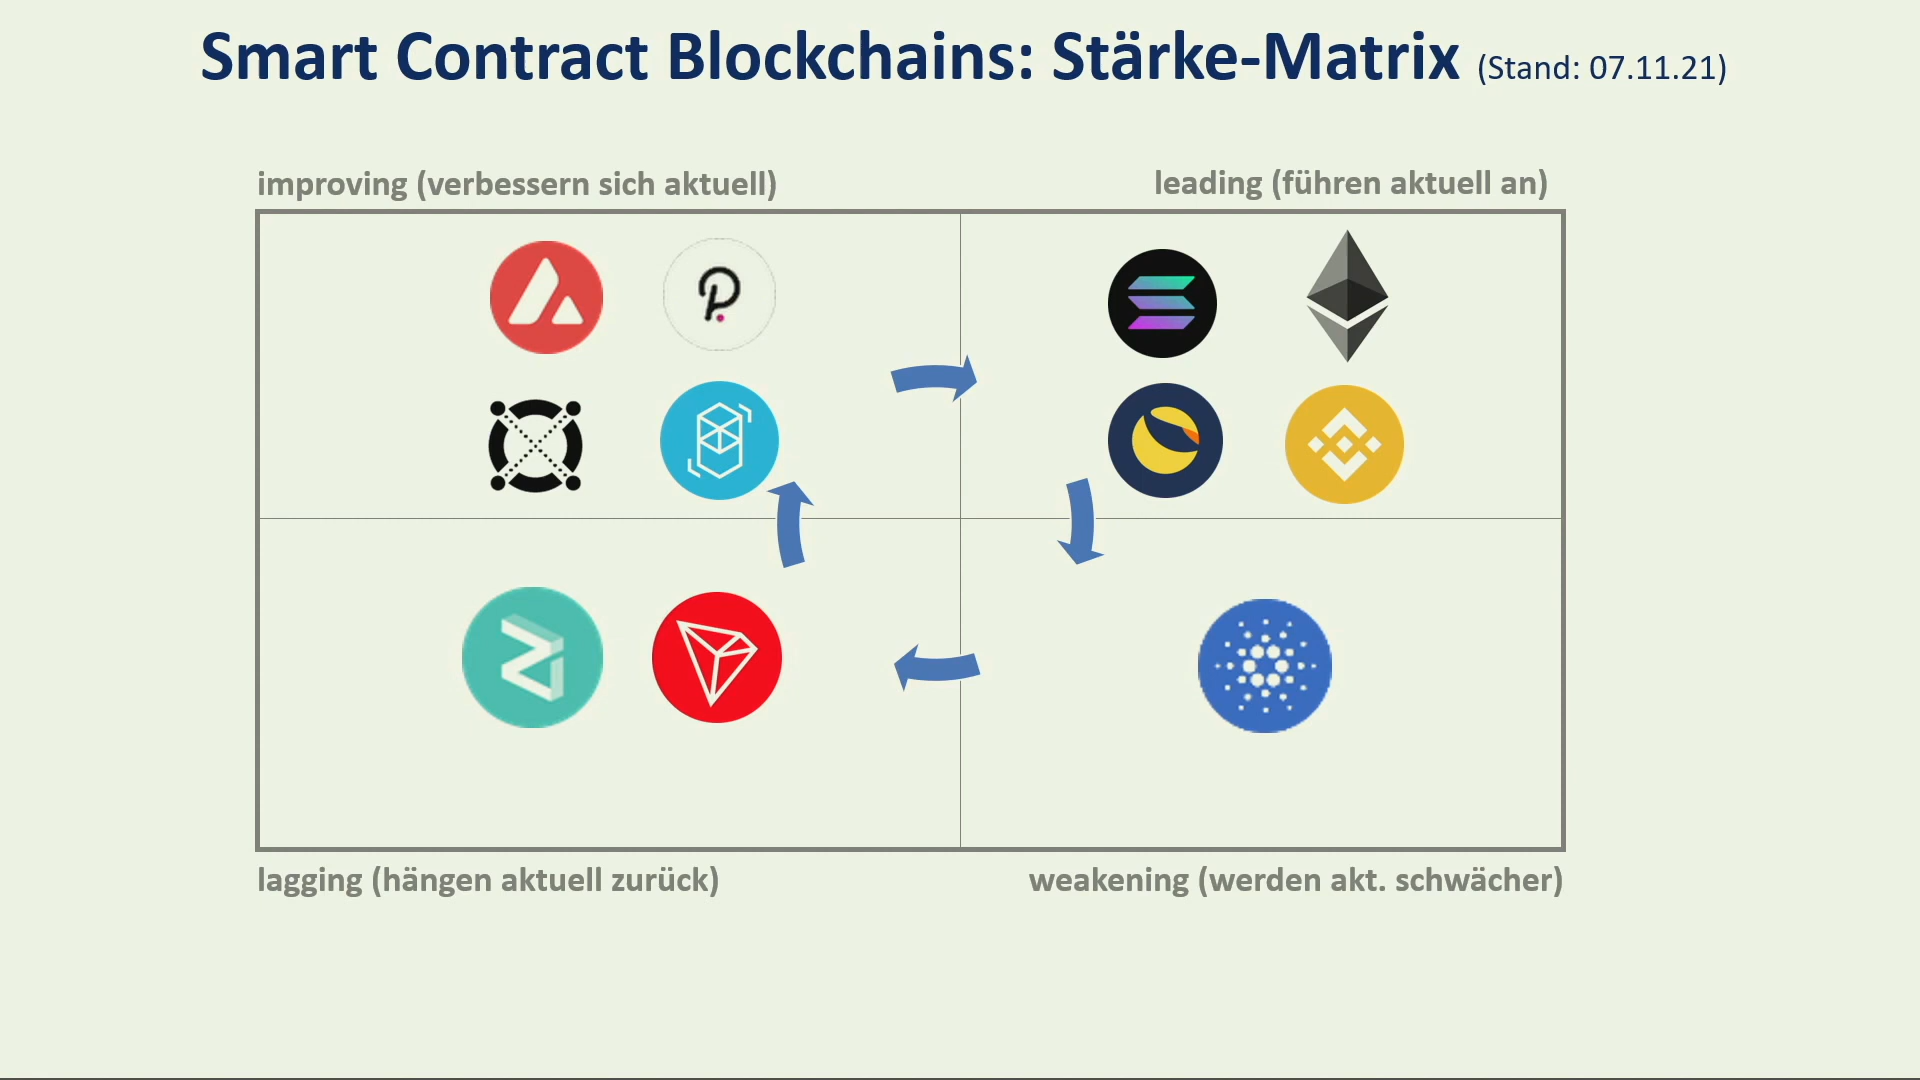 Smart Contract Blockchains: Stärke-Matrix (Stand: 07.11.21)
improving (verbessern sich aktuell)
leading (führen aktuell an)
lagging (hängen aktuell zurück)
weakening (werden akt. schwächer)